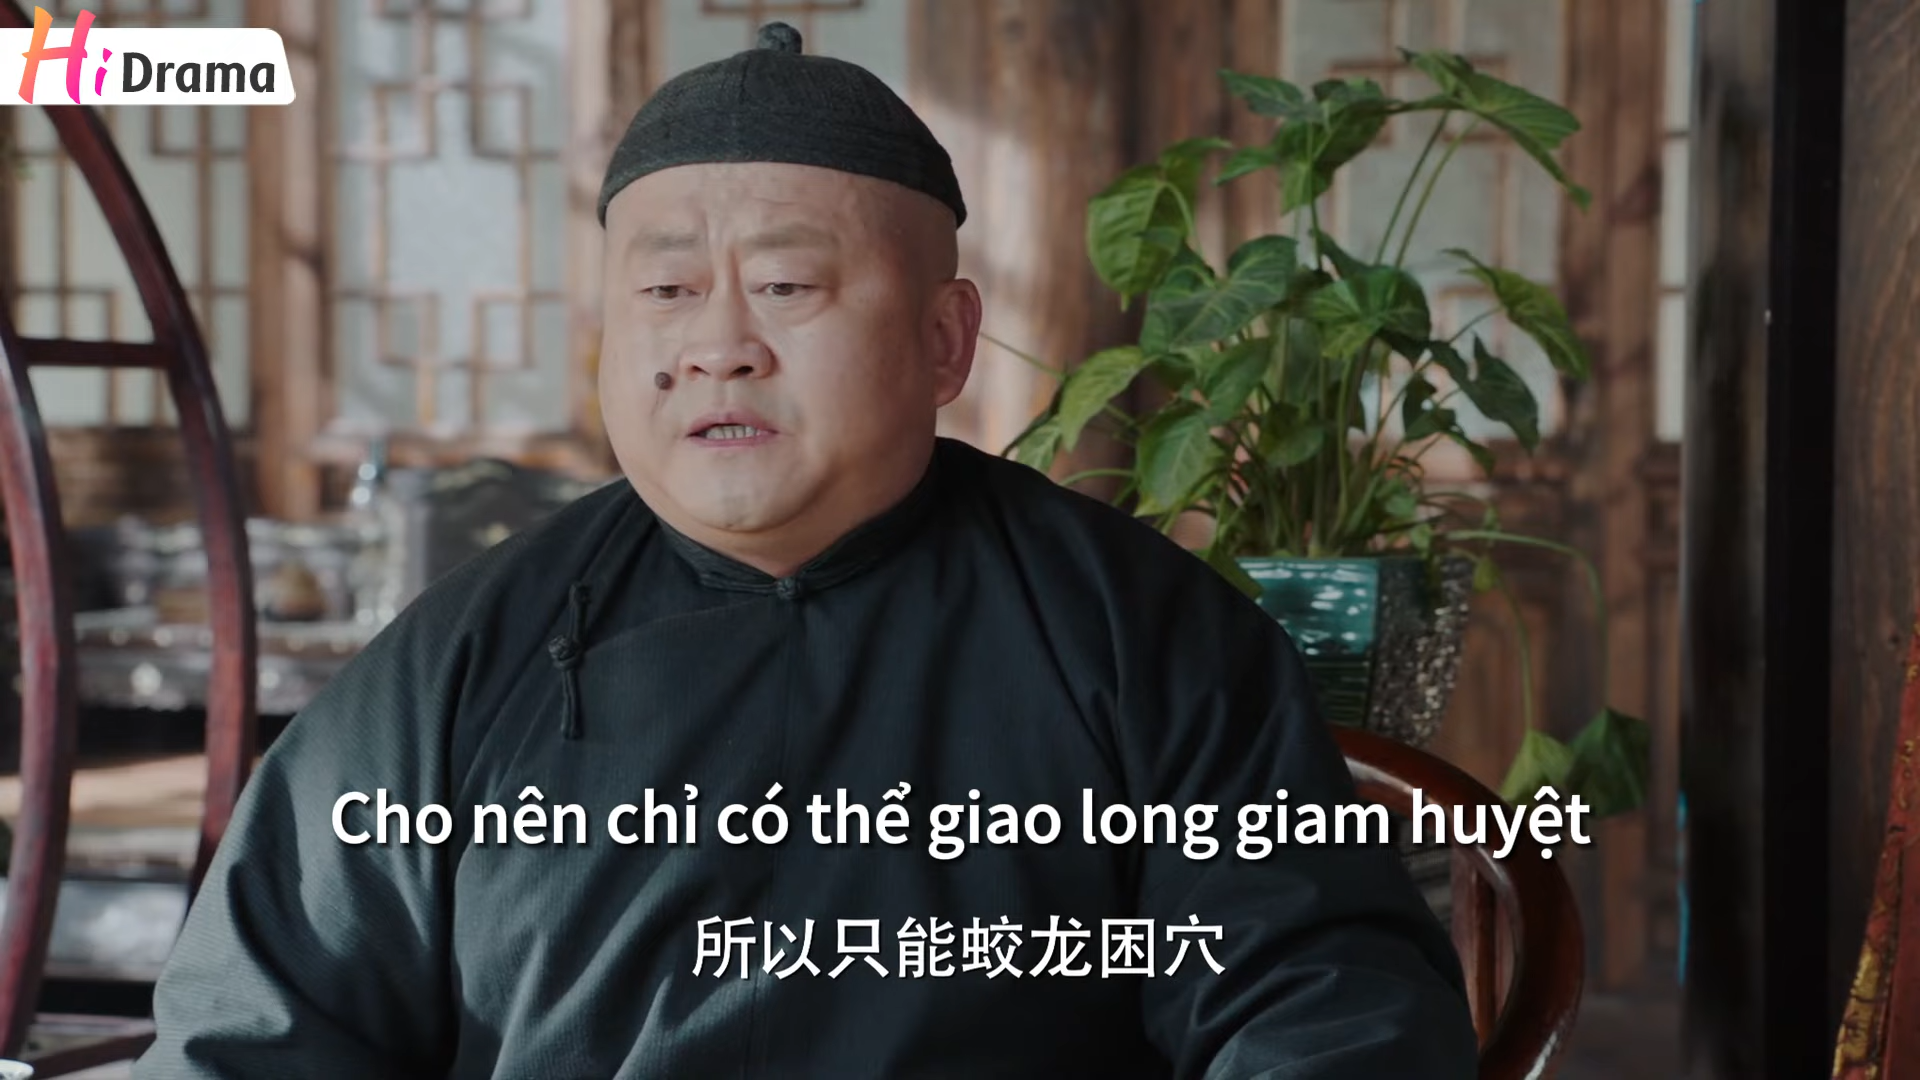 Hi Drama
Cho nên chỉ có thể giao long giam huyệt
所以只能蛟龙困穴